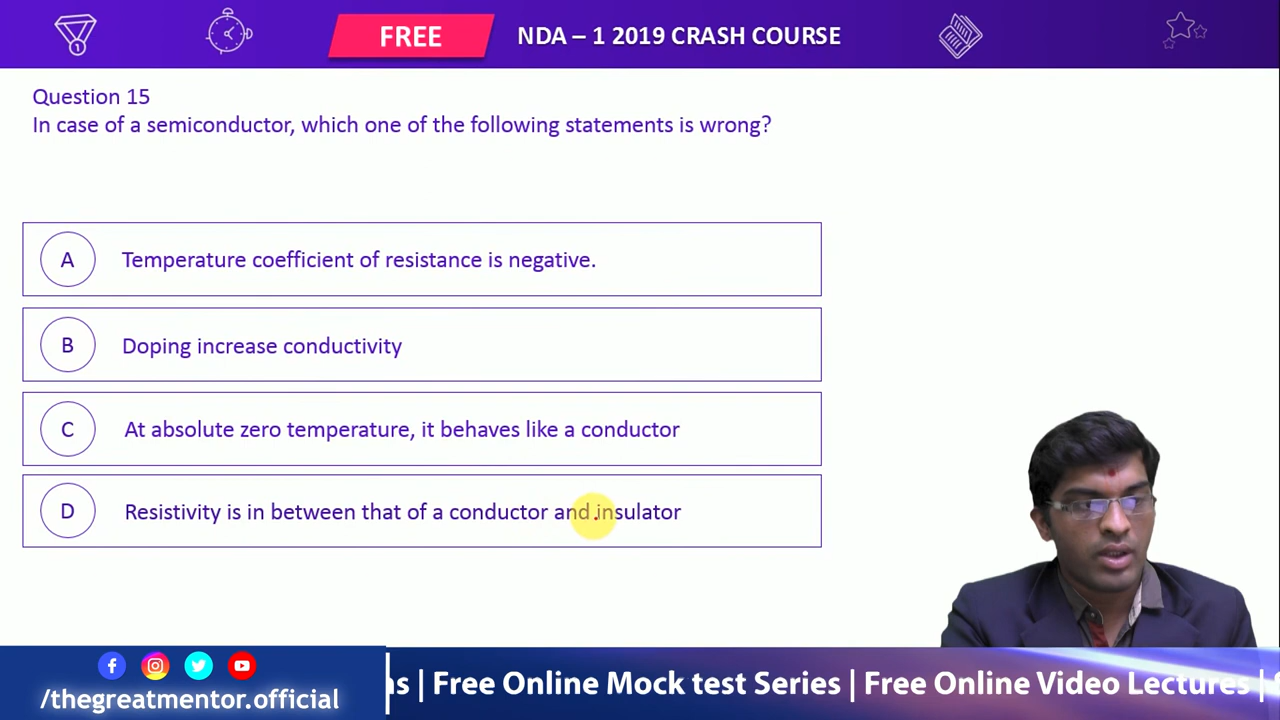 1
FREE
NDA – 1 2019 CRASH COURSE
Question 15
In case of a semiconductor, which one of the following statements is wrong?
A
Temperature coefficient of resistance is negative.
B
Doping increase conductivity
C
At absolute zero temperature, it behaves like a conductor
D
Resistivity is in between that of a conductor and insulator
/thegreatmentor.official
| Free Online Mock test Series | Free Online Video Lectures |